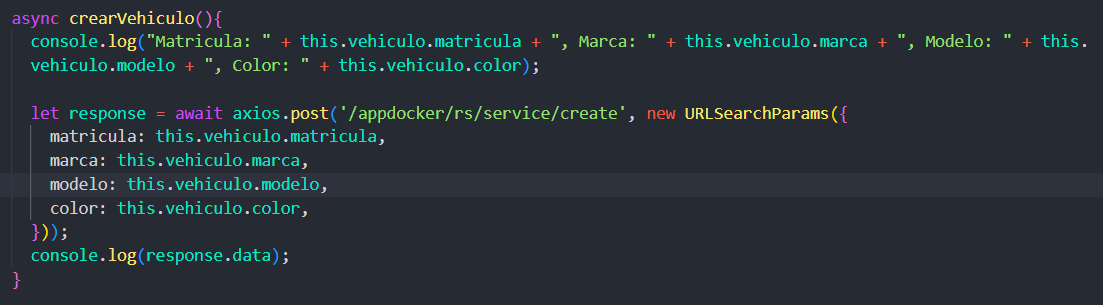 async crearVehiculo(){
console.log("Matricula: " + this.vehiculo.matricula + ", Marca: " + this.vehiculo.marca + ", Modelo: " + this.
vehiculo.modelo + ", Color: " + this.vehiculo.color);
let response = await axios.post('/appdocker/rs/service/create', new URLSearchParams({
matricula: this.vehiculo.matricula,
marca: this.vehiculo.marca,
modelo: this.vehiculo.modelo,
color: this.vehiculo.color,
}));
console.log(response.data);
}